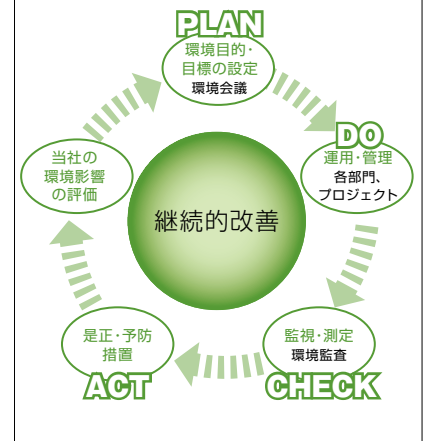 PLAN
環境目的・
目標の設定
環境会議
DO
運用・管理
各部門、
プロジェクト
当社の
環境影響
の評価
継続的改善
是正・予防
措置
ACT
監視・測定
環境監査
CHECK